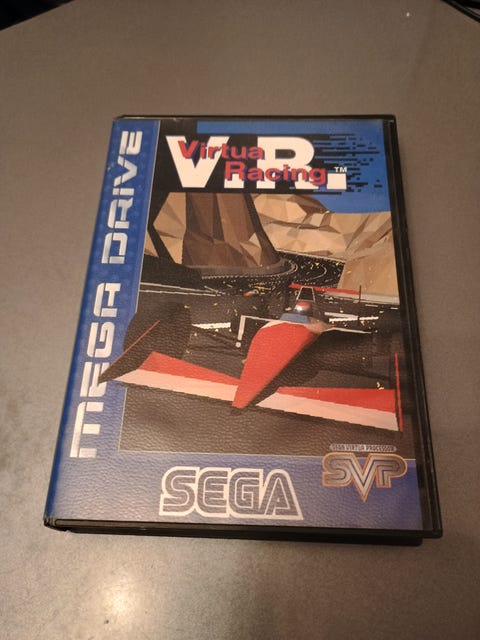 MEGA DRIVE
V.R.™
Virtua
Racing
SEGA VIRTUA PROCESSOR
SVP
SEGA